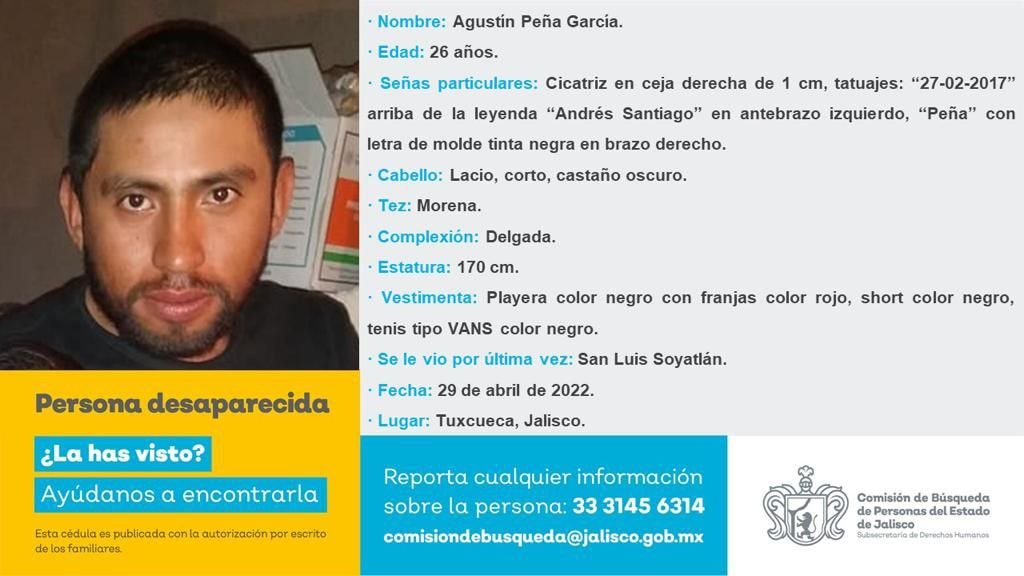 · Nombre: Agustín Peña García.
· Edad: 26 años.
· Señas particulares: Cicatriz en ceja derecha de 1 cm, tatuajes: “27-02-2017”
arriba de la leyenda “Andrés Santiago” en antebrazo izquierdo, “Peña” con
letra de molde tinta negra en brazo derecho.
· Cabello: Lacio, corto, castaño oscuro.
· Tez: Morena.
· Complexión: Delgada.
· Estatura: 170 cm.
· Vestimenta: Playera color negro con franjas color rojo, short color negro,
tenis tipo VANS color negro.
· Se le vio por última vez: San Luis Soyatlán.
· Fecha: 29 de abril de 2022.
· Lugar: Tuxcueca, Jalisco.
Persona desaparecida
¿La has visto?
Ayúdanos a encontrarla
Esta cédula es publicada con la autorización por escrito
de los familiares.
Reporta cualquier información
sobre la persona: 33 3145 6314
comisiondebusqueda@jalisco.gob.mx
Comisión de Búsqueda
de Personas del Estado
de Jalisco
Subsecretaría de Derechos Humanos